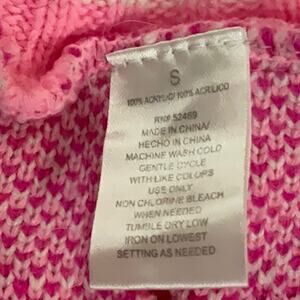 S
100% ACRYLIC/ 100% ACRILICO
RN# 52469
MADE IN CHINA/
HECHO IN CHINA
MACHINE WASH COLD
GENTLE CYCLE
WITH LIKE COLORS
USE ONLY
NON CHLORINE BLEACH
WHEN NEEDED
TUMBLE DRY LOW
IRON ON LOWEST
SETTING AS NEEDED